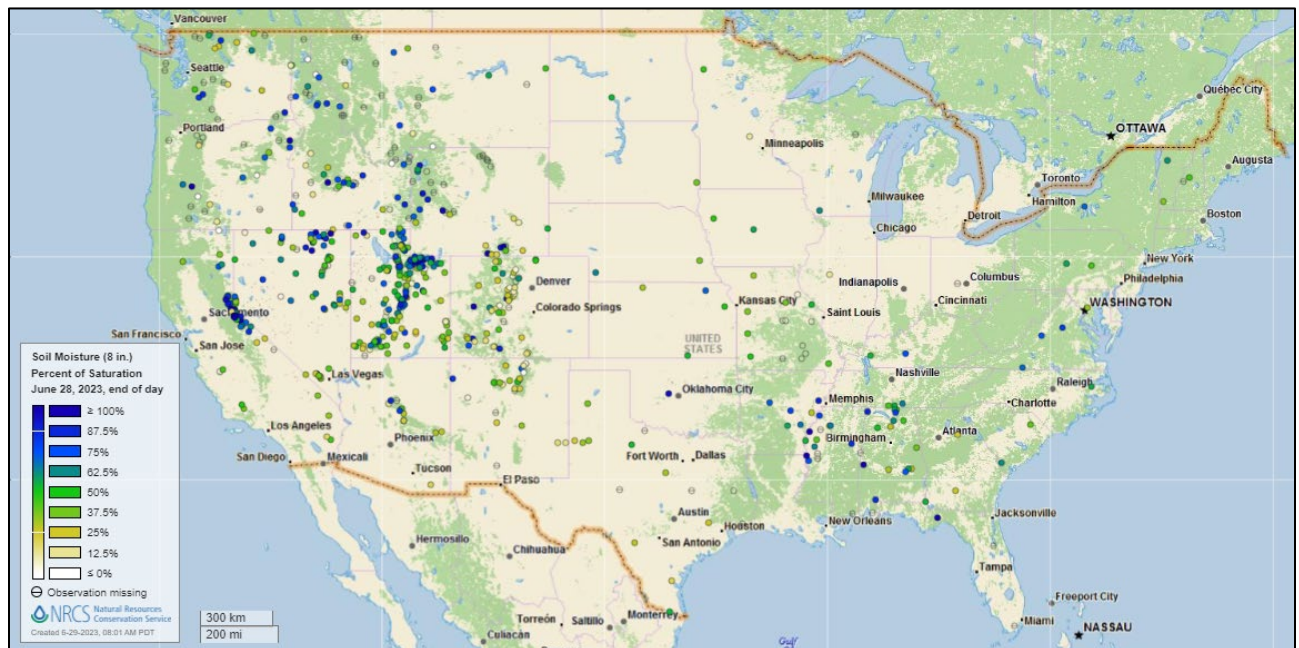 Vancouver
Seattle
Portland
Québec City
OTTAWA
Augusta
Minneapolis
Toronto
Hamilton
Milwaukee
Detroit
Boston
Chicago
New York
Philadelphia
Indianapolis
Columbus
Cincinnati
WASHINGTON
Denver
Colorado Springs
Kansas City
Saint Louis
Sacramento
San Francisco
San Jose
UNITED
STATES
Las Vegas
Nashville
Raleigh
Oklahoma City
Memphis
Charlotte
Los Angeles
Phoenix
Birmingham
Atlanta
San Diego
Mexicali
Tucson
Fort Worth
Dallas
El Paso
Austin
Houston
New Orleans
Jacksonville
San Antonio
Hermosillo
Chihuahua
Tampa
Freeport City
Miami
NASSAU
Torreón
Saltillo
Monterrey
Culiacán
Gulf
Soil Moisture (8 in.)
Percent of Saturation
June 28, 2023, end of day
≥ 100%
87.5%
75%
62.5%
50%
37.5%
25%
12.5%
≤ 0%
Observation missing
NRCS Natural Resources
Conservation Service
Created 6-29-2023, 08:01 AM PDT
300 km
200 mi